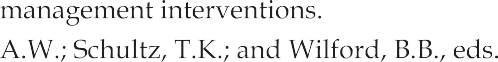 management interventions.
A.W.; Schultz, T.K.; and Wilford, B.B., eds.